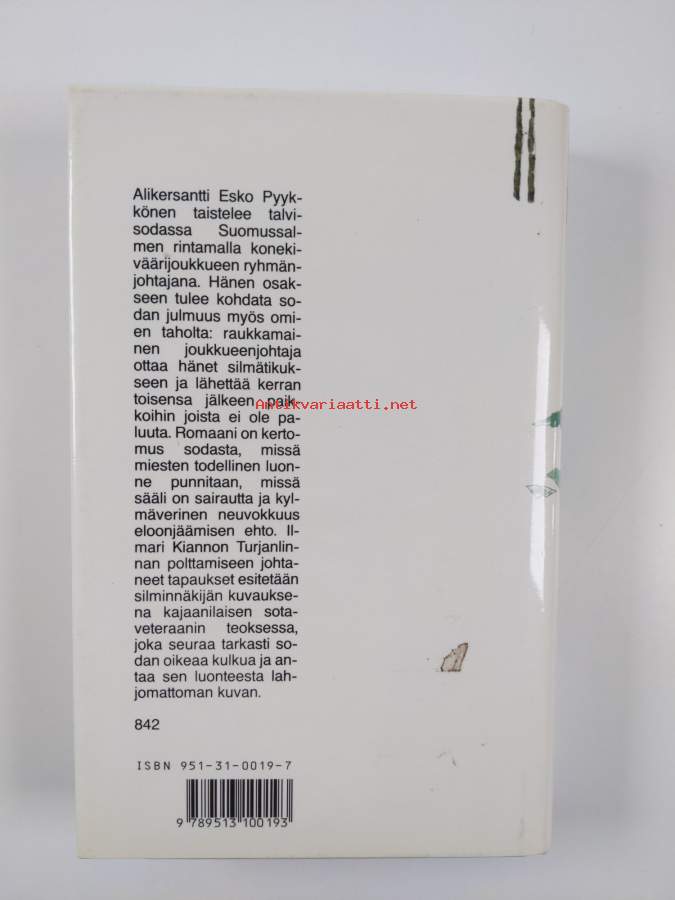 Alikersantti Esko Pyyk-
könen taistelee talvi-
sodassa Suomussal-
men rintamalla koneki-
väärijoukkueen ryhmän-
johtajana. Hänen osak-
seen tulee kohdata so-
dan julmuus myös omi-
en taholta: raukkamai-
nen joukkueenjohtaja
ottaa hänet silmätikuk-
seen ja lähettää kerran
toisensa jälkeen paik-
Antikvariaatti.net
koihin joista ei ole pa-
luuta. Romaani on kerto-
mus sodasta, missä
miesten todellinen luon-
ne punnitaan, missä
sääli on sairautta ja kyl-
mäverinen neuvokkuus
eloonjäämisen ehto. Il-
mari Kiannon Turjanlin-
nan polttamiseen johta-
neet tapaukset esitetään
silminnäkijän kuvaukse-
na kajaanilaisen sota-
veteraanin teoksessa,
joka seuraa tarkasti so-
dan oikeaa kulkua ja an-
taa sen luonteesta lah-
jomattoman kuvan.
842
ISBN 951-31-0019-7
9 789513 100193